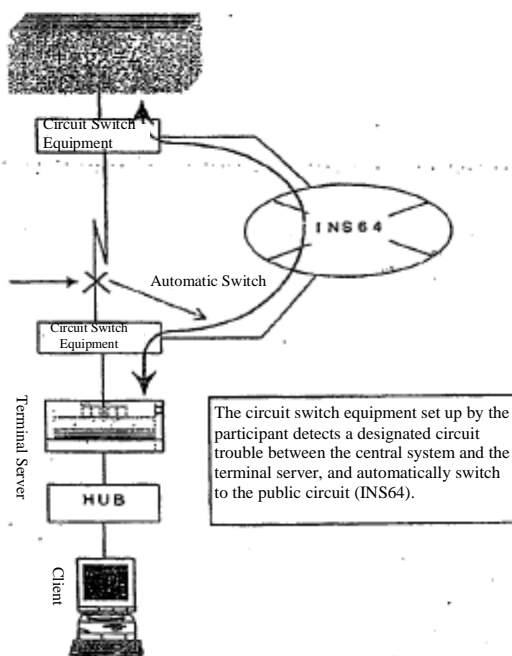 Circuit Switch
Equipment
INS64
Automatic Switch
Circuit Switch
Equipment
Terminal Server
The circuit switch equipment set up by the
participant detects a designated circuit
trouble between the central system and the
terminal server, and automatically switch
to the public circuit (INS64).
HUB
Client